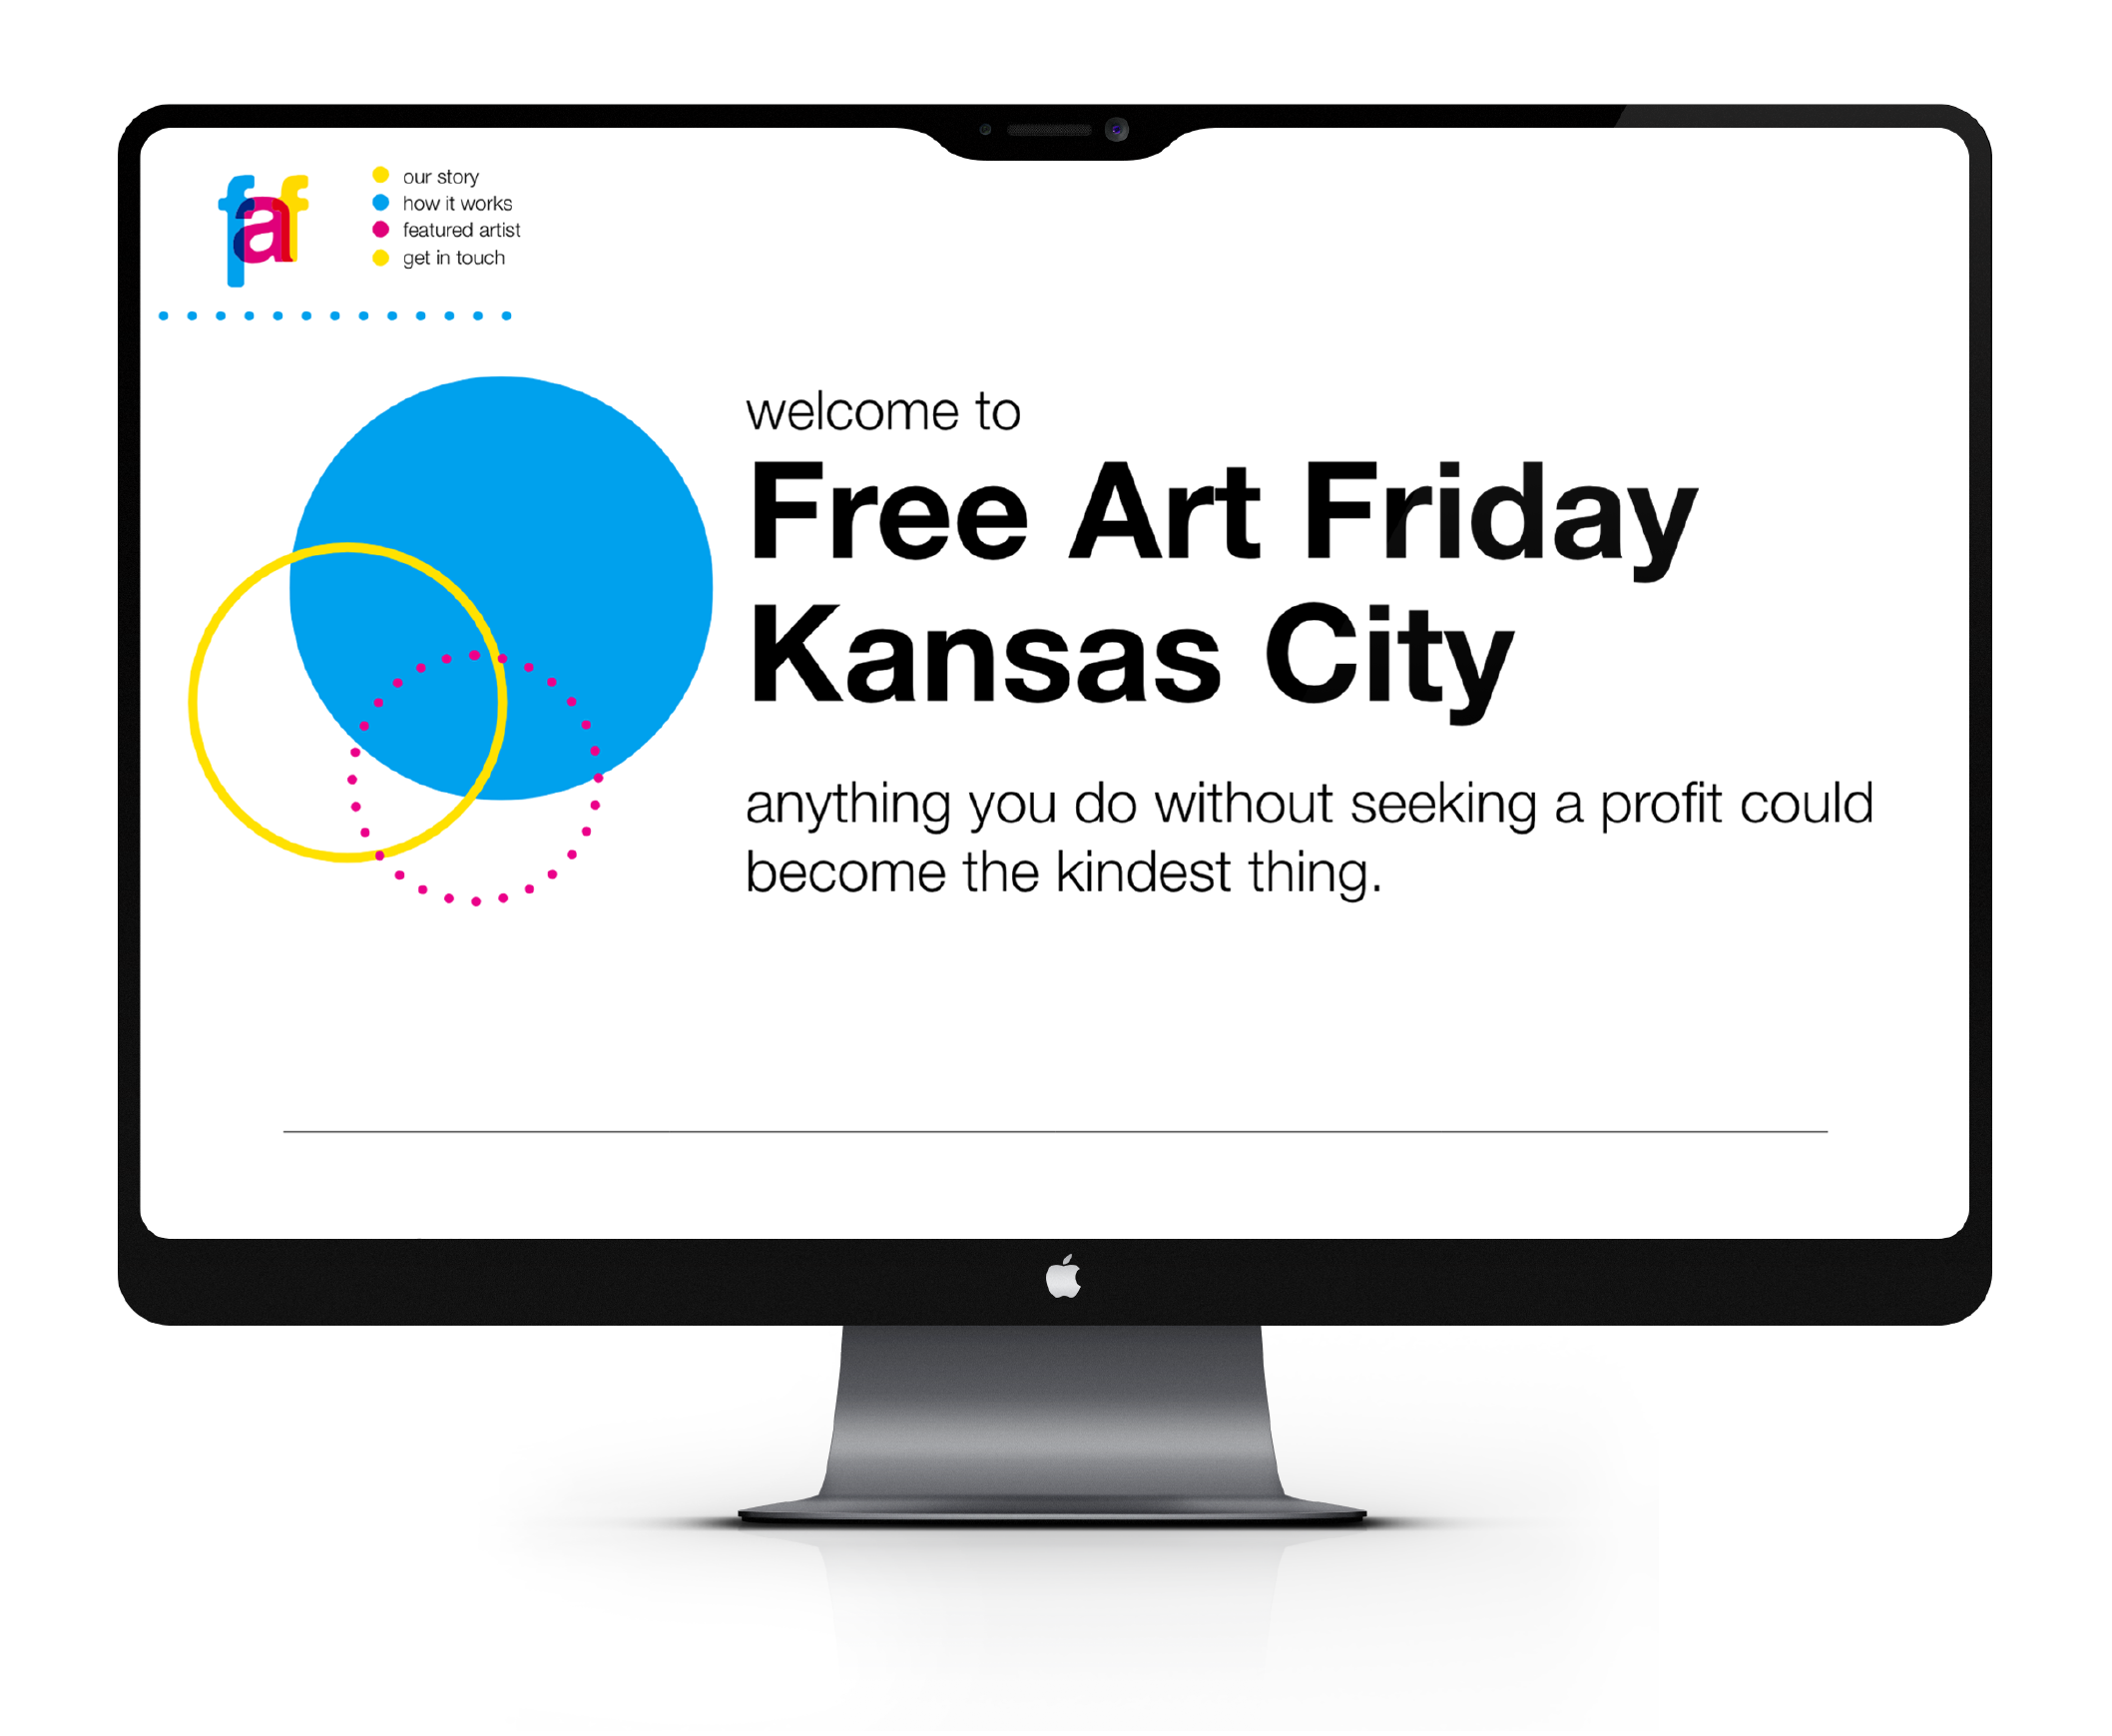 faf
our story
how it works
featured artist
get in touch
welcome to
Free Art Friday
Kansas City
anything you do without seeking a profit could
become the kindest thing.